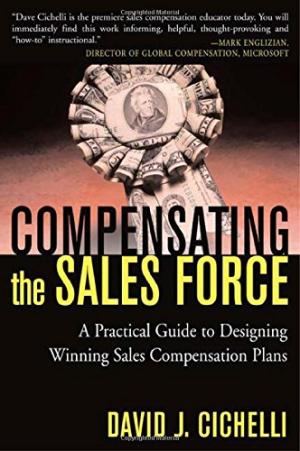 "Dave Cichelli is the premiere sales compensation educator today. You will
immediately find this work informing, helpful, thought-provoking and
"how-to" instructional."
—MARK ENGLIZIAN,
DIRECTOR OF GLOBAL COMPENSATION, MICROSOFT
COMPENSATING
the SALES FORCE
A Practical Guide to Designing
Winning Sales Compensation Plans
DAVID J. CICHELLI
Copyrighted Material